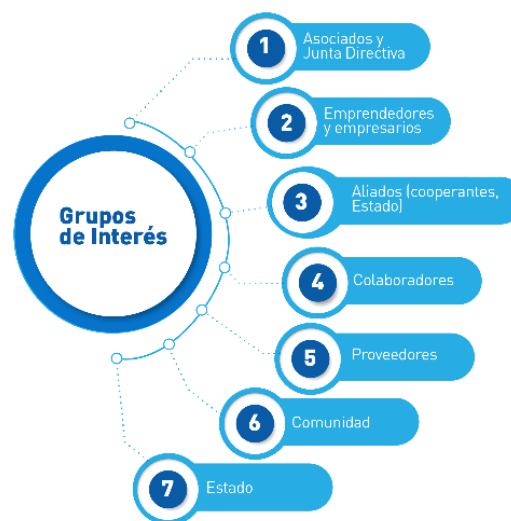 Grupos
de Interés
1
Asociados y
Junta Directiva
2
Emprendedores
y empresarios
3
Aliados (cooperantes,
Estado)
4
Colaboradores
5
Proveedores
6
Comunidad
7
Estado